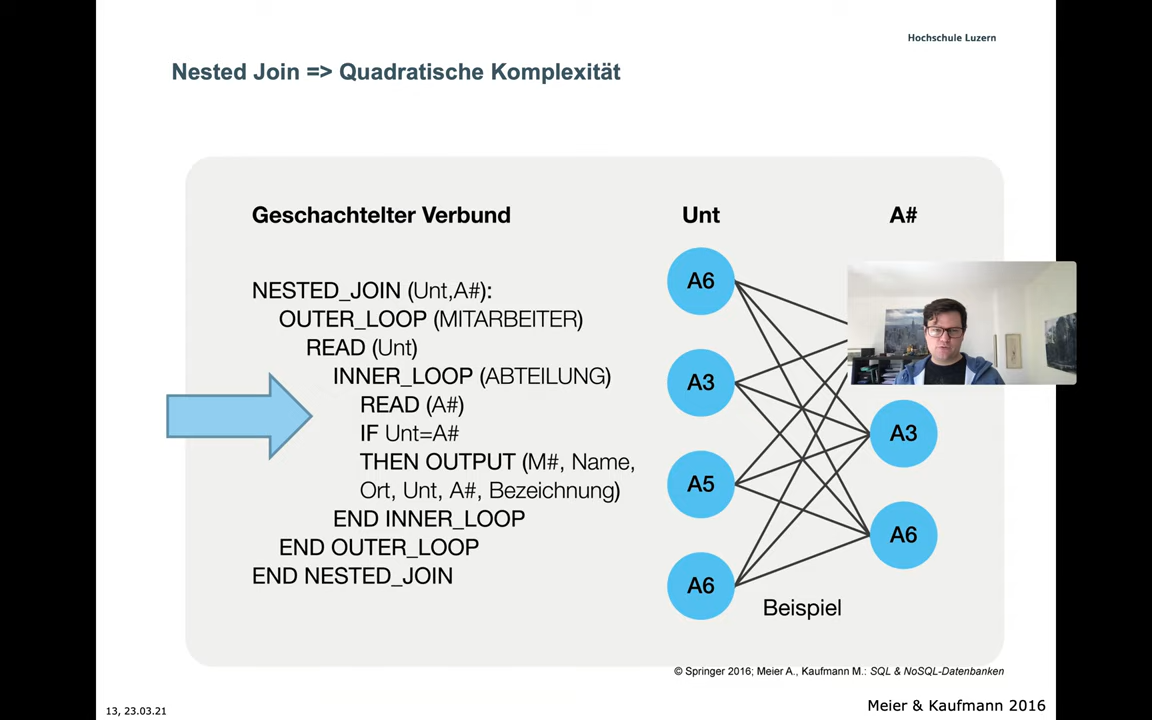 Hochschule Luzern
Nested Join => Quadratische Komplexität
Geschachtelter Verbund
NESTED_JOIN (Unt,A#):
OUTER_LOOP (MITARBEITER)
READ (Unt)
INNER_LOOP (ABTEILUNG)
READ (A#)
IF Unt=A#
THEN OUTPUT (M#, Name,
Ort, Unt, A#, Bezeichnung)
END INNER_LOOP
END OUTER_LOOP
END NESTED_JOIN
Unt
A#
A6
A3
A5
A6
A3
A6
Beispiel
© Springer 2016; Meier A., Kaufmann M.: SQL & NoSQL-Datenbanken
13, 23.03.21
Meier & Kaufmann 2016